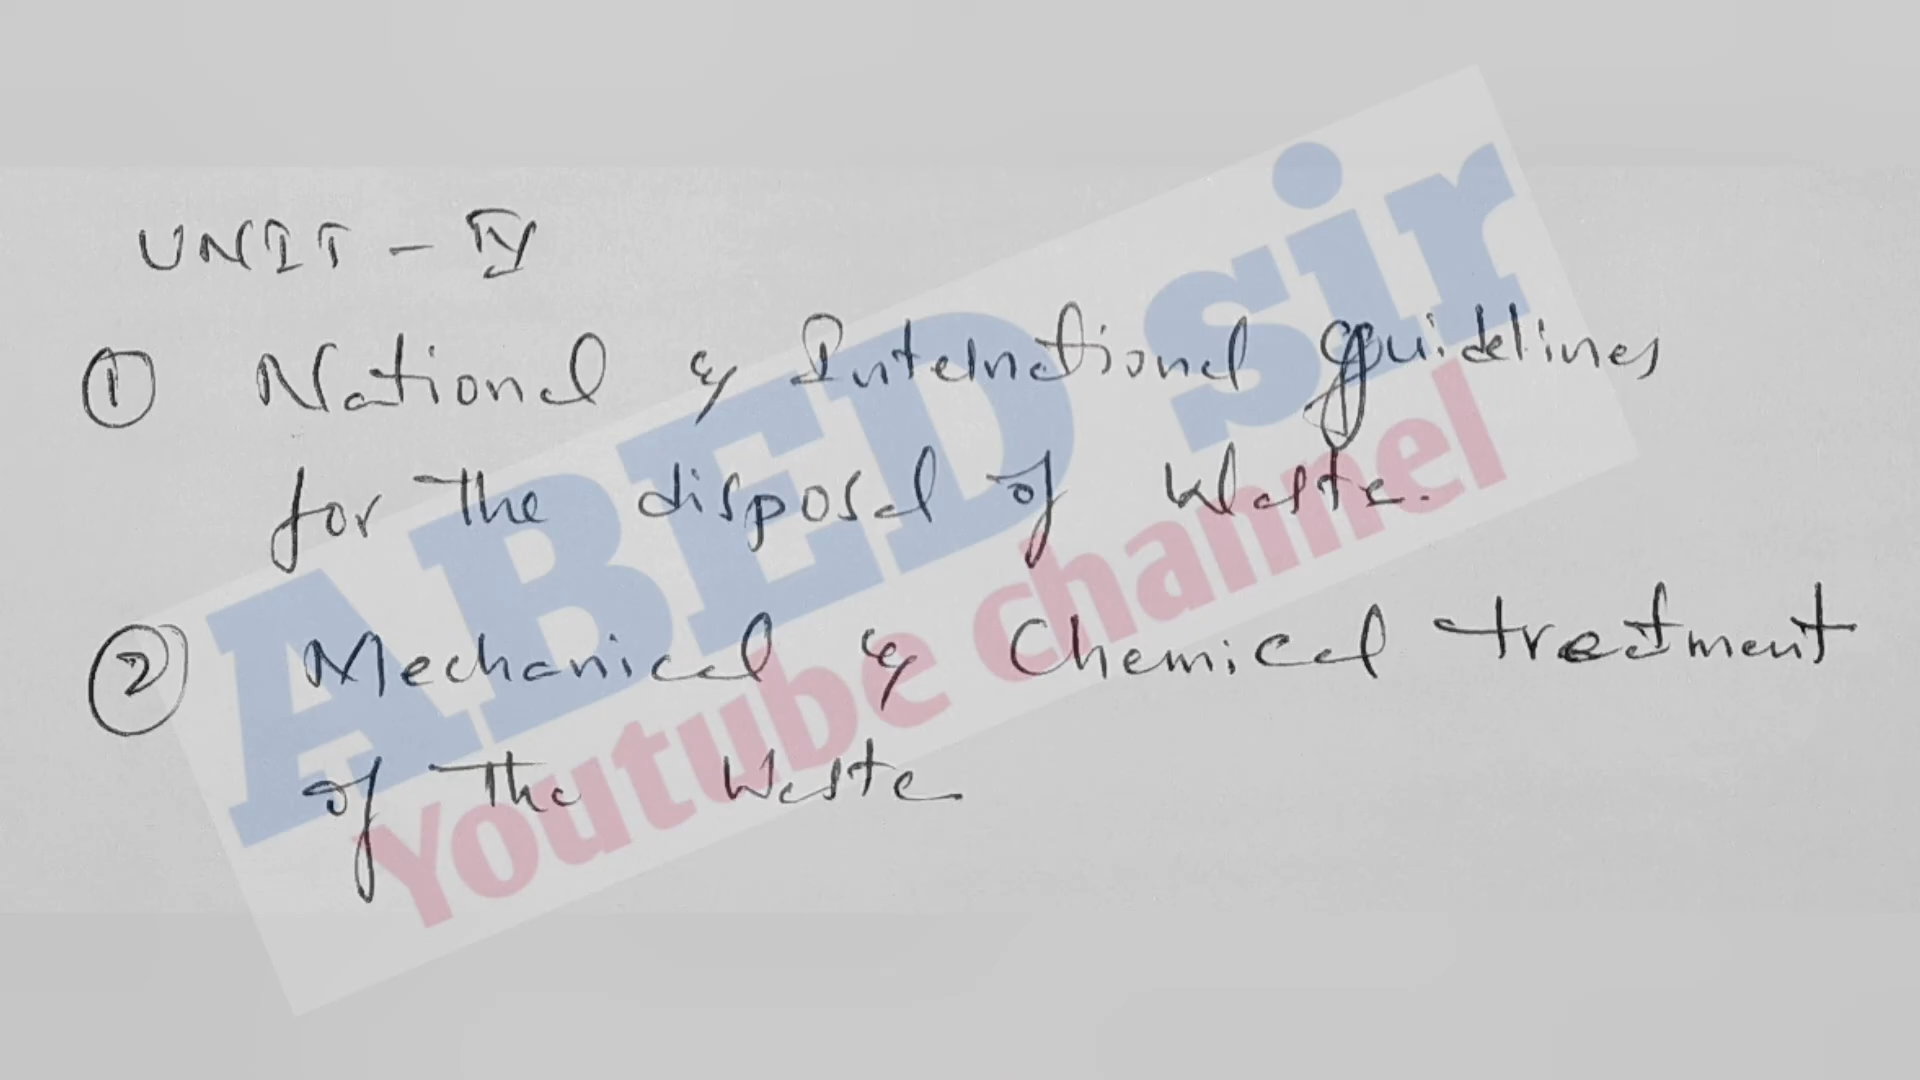 UNIT - IV
① National & International guidelines
for the disposal of Waste.
② Mechanical & Chemical treatment
of the Waste
ABED sir
Youtube channel